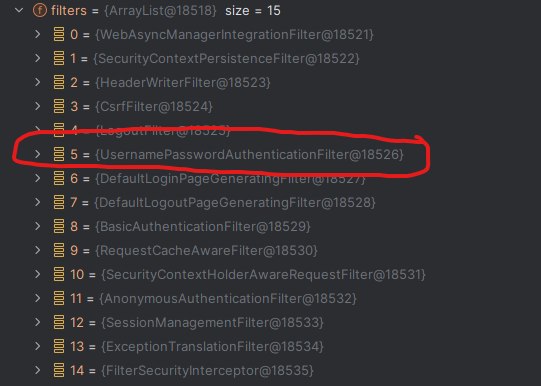 filters = {ArrayList@18518} size = 15
0 = {WebAsyncManagerIntegrationFilter@18521}
1 = {SecurityContextPersistenceFilter@18522}
2 = {HeaderWriterFilter@18523}
3 = {CsrfFilter@18524}
4 = {LogoutFilter@18525}
5 = {UsernamePasswordAuthenticationFilter@18526}
6 = {DefaultLoginPageGeneratingFilter@18527}
7 = {DefaultLogoutPageGeneratingFilter@18528}
8 = {BasicAuthenticationFilter@18529}
9 = {RequestCacheAwareFilter@18530}
10 = {SecurityContextHolderAwareRequestFilter@18531}
11 = {AnonymousAuthenticationFilter@18532}
12 = {SessionManagementFilter@18533}
13 = {ExceptionTranslationFilter@18534}
14 = {FilterSecurityInterceptor@18535}